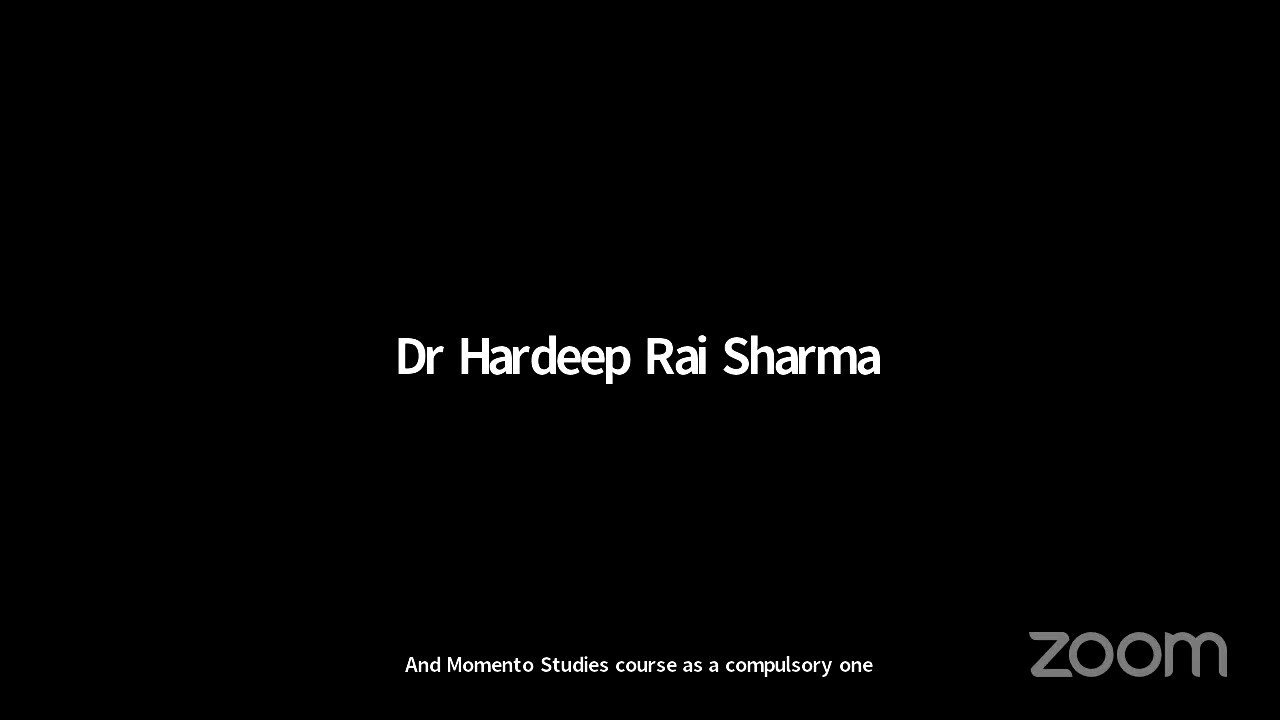 Dr Hardeep Rai Sharma
And Momento Studies course as a compulsory one
zoom